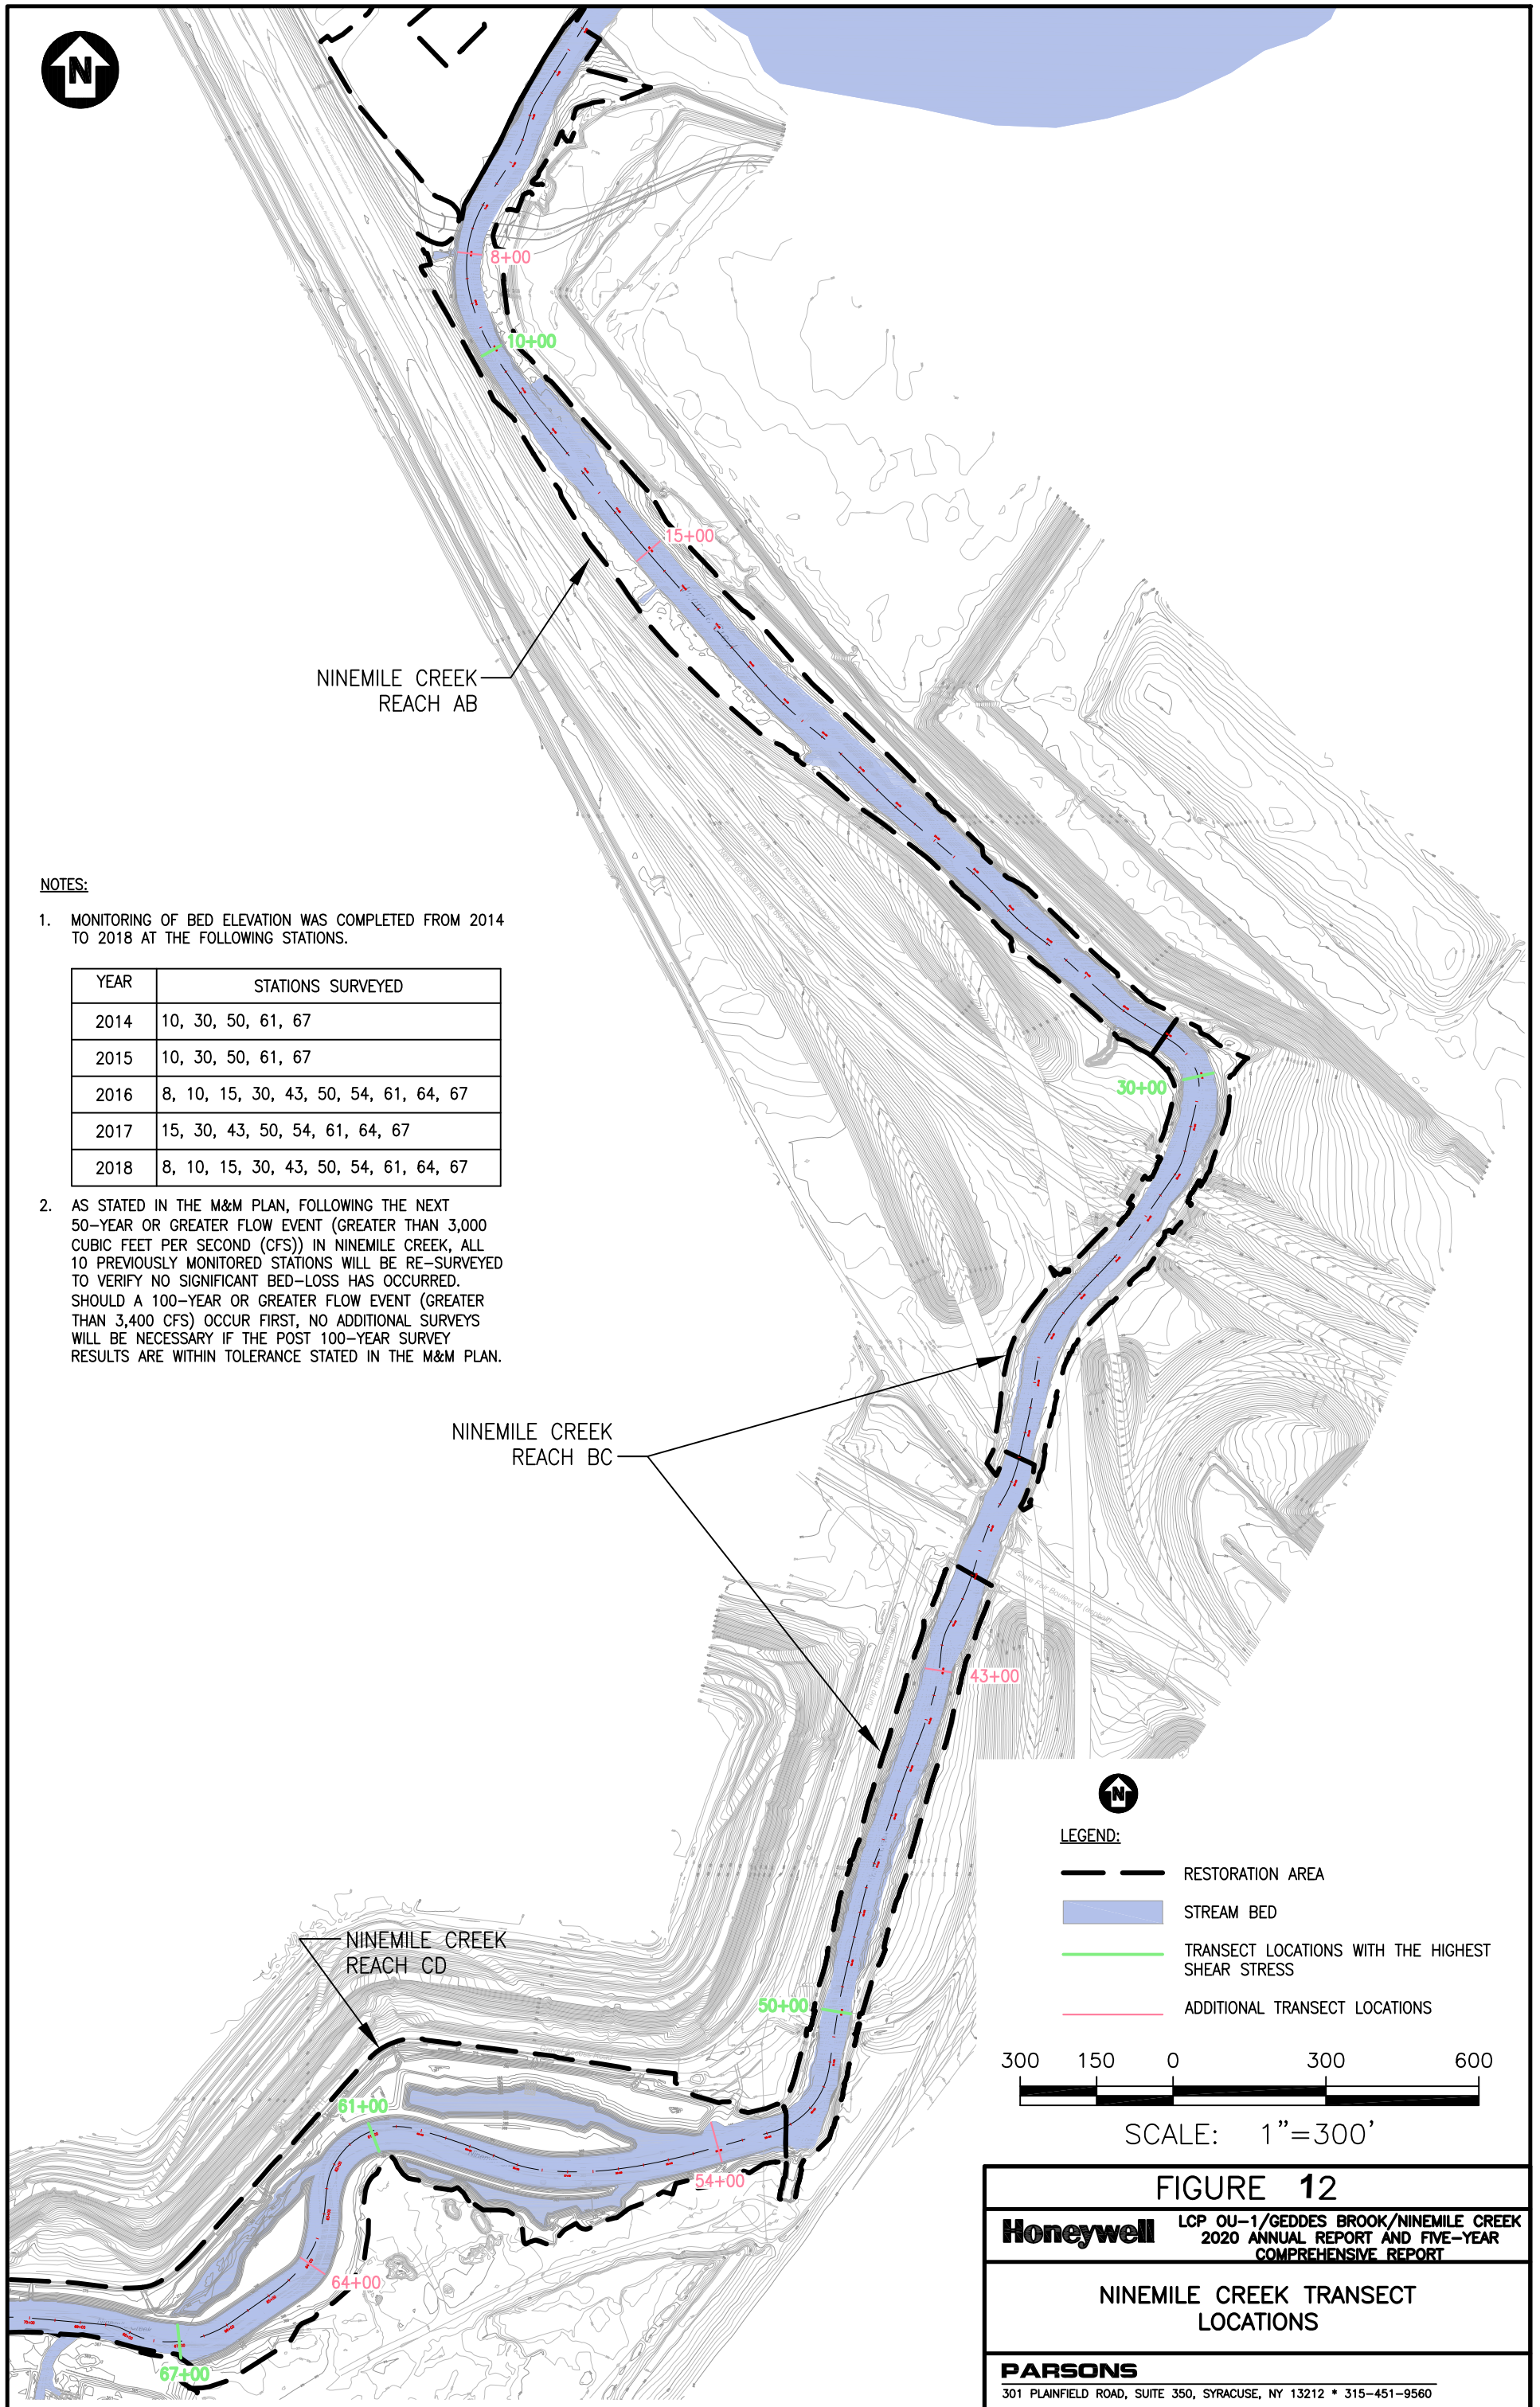 N
8+00
10+00
15+00
NINEMILE CREEK
REACH AB
NOTES:
1. MONITORING OF BED ELEVATION WAS COMPLETED FROM 2014
TO 2018 AT THE FOLLOWING STATIONS.
YEAR STATIONS SURVEYED
2014 10, 30, 50, 61, 67
2015 10, 30, 50, 61, 67
2016 8, 10, 15, 30, 43, 50, 54, 61, 64, 67
2017 15, 30, 43, 50, 54, 61, 64, 67
2018 8, 10, 15, 30, 43, 50, 54, 61, 64, 67
2. AS STATED IN THE M&M PLAN, FOLLOWING THE NEXT
50-YEAR OR GREATER FLOW EVENT (GREATER THAN 3,000
CUBIC FEET PER SECOND (CFS)) IN NINEMILE CREEK, ALL
10 PREVIOUSLY MONITORED STATIONS WILL BE RE-SURVEYED
TO VERIFY NO SIGNIFICANT BED-LOSS HAS OCCURRED.
SHOULD A 100-YEAR OR GREATER FLOW EVENT (GREATER
THAN 3,400 CFS) OCCUR FIRST, NO ADDITIONAL SURVEYS
WILL BE NECESSARY IF THE POST 100-YEAR SURVEY
RESULTS ARE WITHIN TOLERANCE STATED IN THE M&M PLAN.
30+00
NINEMILE CREEK
REACH BC
State Fair Boulevard (asphalt)
43+00
NINEMILE CREEK
REACH CD
50+00
61+00
54+00
64+00
67+00
N
LEGEND:
RESTORATION AREA
STREAM BED
TRANSECT LOCATIONS WITH THE HIGHEST
SHEAR STRESS
ADDITIONAL TRANSECT LOCATIONS
300 150 0 300 600
SCALE: 1"=300'
FIGURE 12
Honeywell
LCP OU-1/GEDDES BROOK/NINEMILE CREEK
2020 ANNUAL REPORT AND FIVE-YEAR
COMPREHENSIVE REPORT
NINEMILE CREEK TRANSECT
LOCATIONS
PARSONS
301 PLAINFIELD ROAD, SUITE 350, SYRACUSE, NY 13212 * 315-451-9560